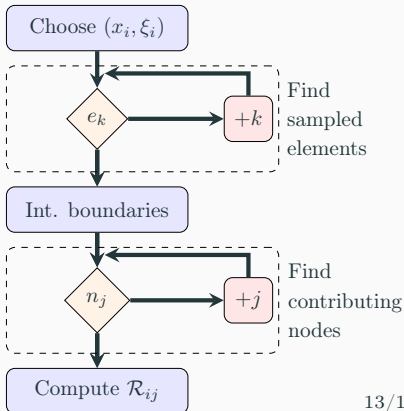 Choose (x_i, ξ_i)
e_k
+k
Find
sampled
elements
Int. boundaries
n_j
+j
Find
contributing
nodes
Compute ℛ_ij
13/1